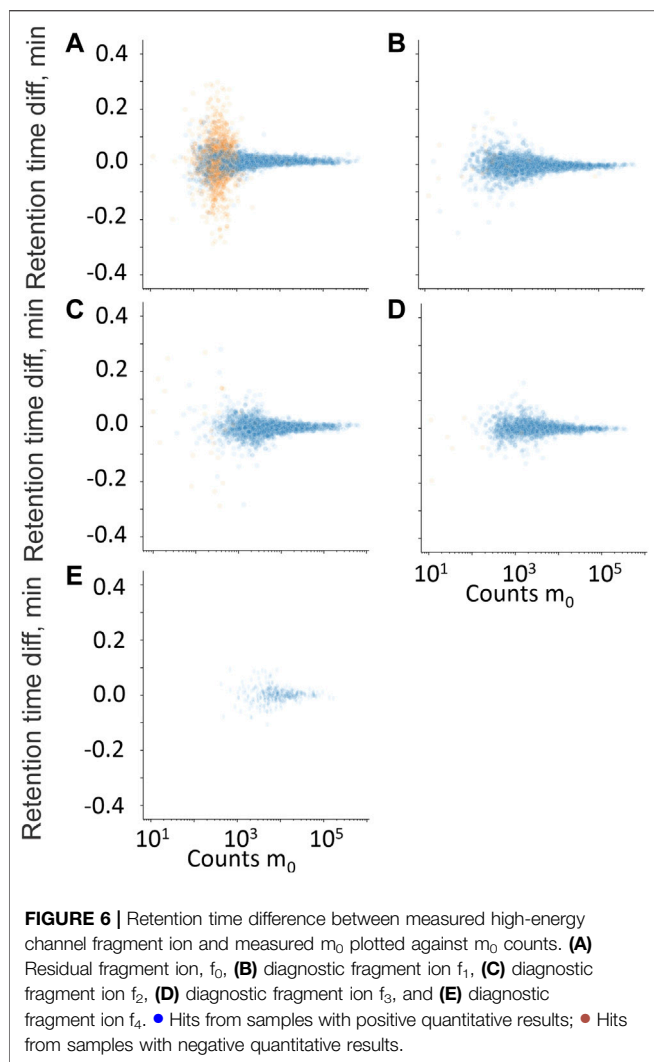 A
B
0.4
0.2
0.0
-0.2
-0.4
Retention time diff, min
C
D
0.4
0.2
0.0
-0.2
-0.4
Retention time diff, min
10¹ 10³ 10⁵
Counts m₀
E
0.4
0.2
0.0
-0.2
-0.4
Retention time diff, min
10¹ 10³ 10⁵
Counts m₀
FIGURE 6 | Retention time difference between measured high-energy
channel fragment ion and measured m₀ plotted against m₀ counts. (A)
Residual fragment ion, f₀, (B) diagnostic fragment ion f₁, (C) diagnostic
fragment ion f₂, (D) diagnostic fragment ion f₃, and (E) diagnostic
fragment ion f₄. ● Hits from samples with positive quantitative results; ● Hits
from samples with negative quantitative results.